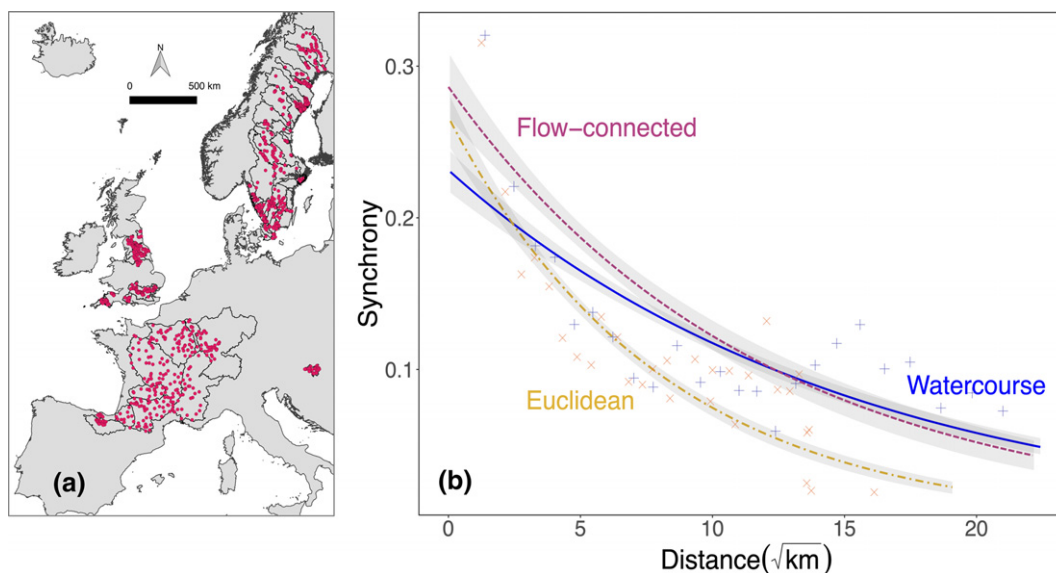 N
0 500 km
(a)
Synchrony
0.3
0.2
0.1
Flow−connected
Watercourse
Euclidean
(b)
0 5 10 15 20
Distance(√km)